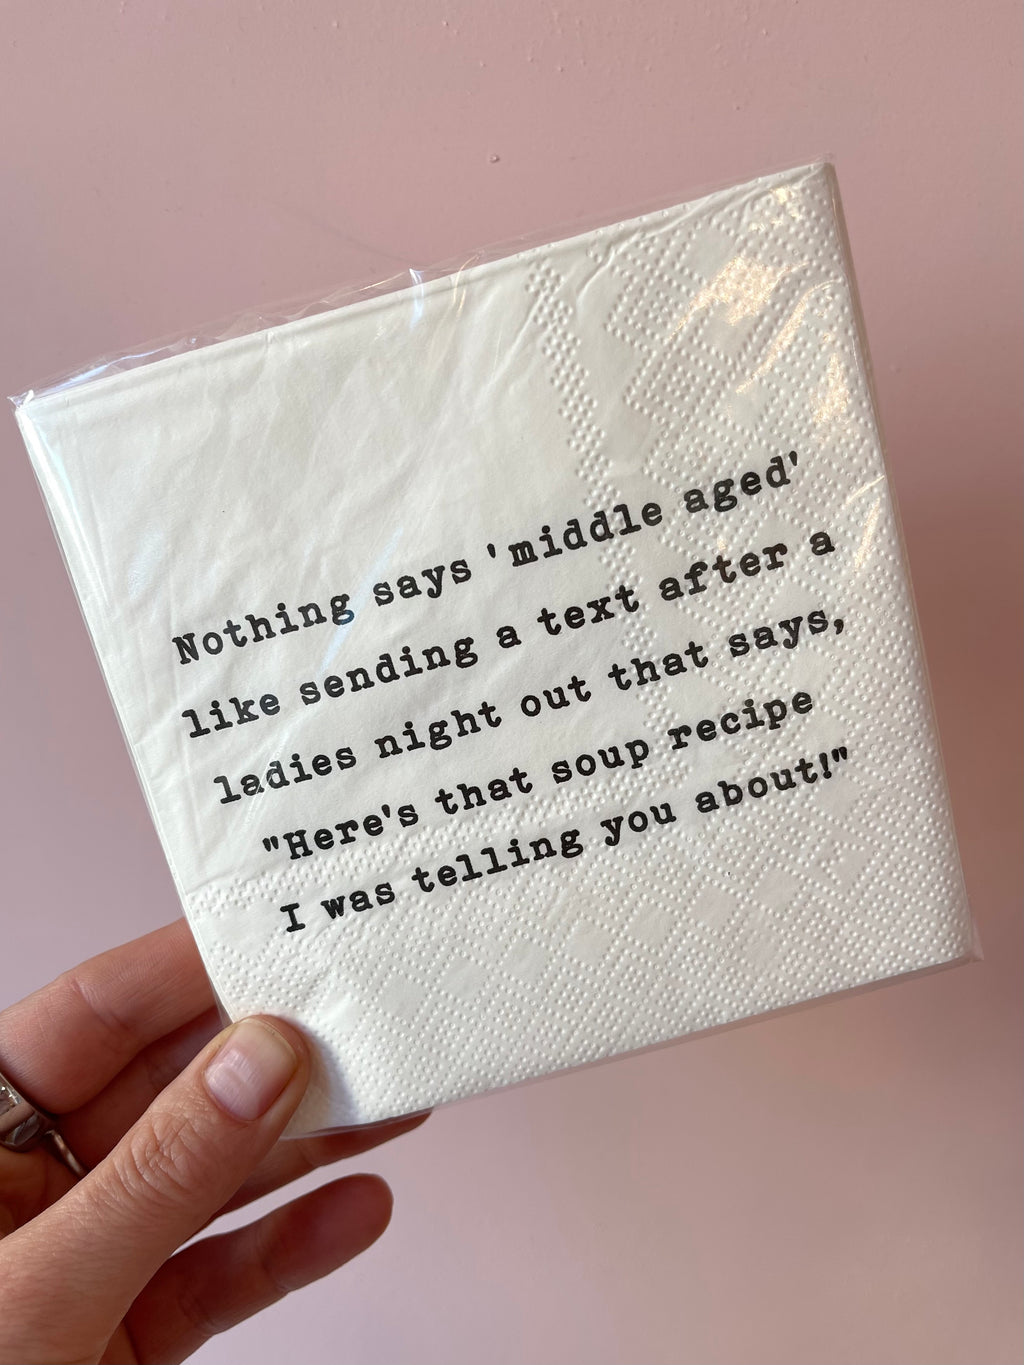 Nothing says 'middle aged'
like sending a text after a
ladies night out that says,
"Here's that soup recipe
I was telling you about!"